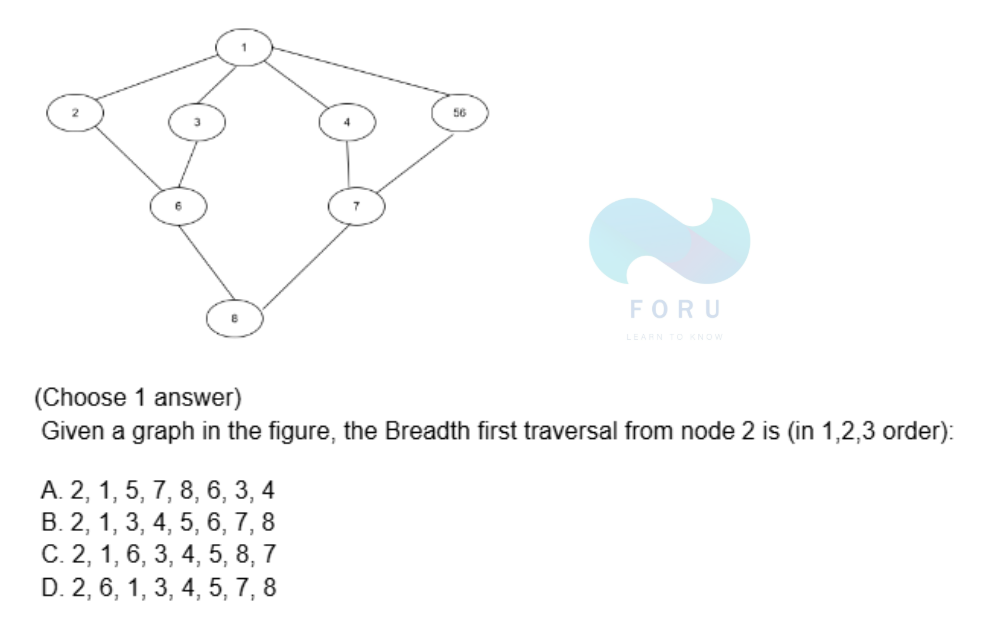 1
2
3
4
56
6
7
8
FORU
LEARN TO KNOW
(Choose 1 answer)
Given a graph in the figure, the Breadth first traversal from node 2 is (in 1,2,3 order):
A. 2, 1, 5, 7, 8, 6, 3, 4
B. 2, 1, 3, 4, 5, 6, 7, 8
C. 2, 1, 6, 3, 4, 5, 8, 7
D. 2, 6, 1, 3, 4, 5, 7, 8